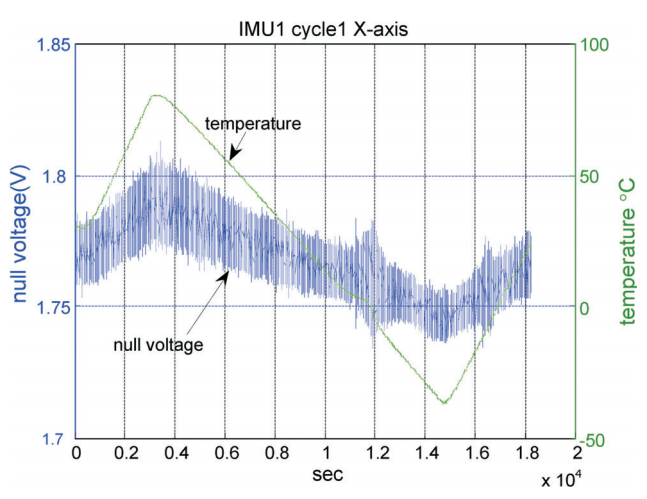 IMU1 cycle1 X-axis
1.85
100
temperature
1.8
50
null voltage(V)
temperature °C
1.75
0
null voltage
1.7
-50
0 0.2 0.4 0.6 0.8 1 1.2 1.4 1.6 1.8 2
sec
x 10⁴